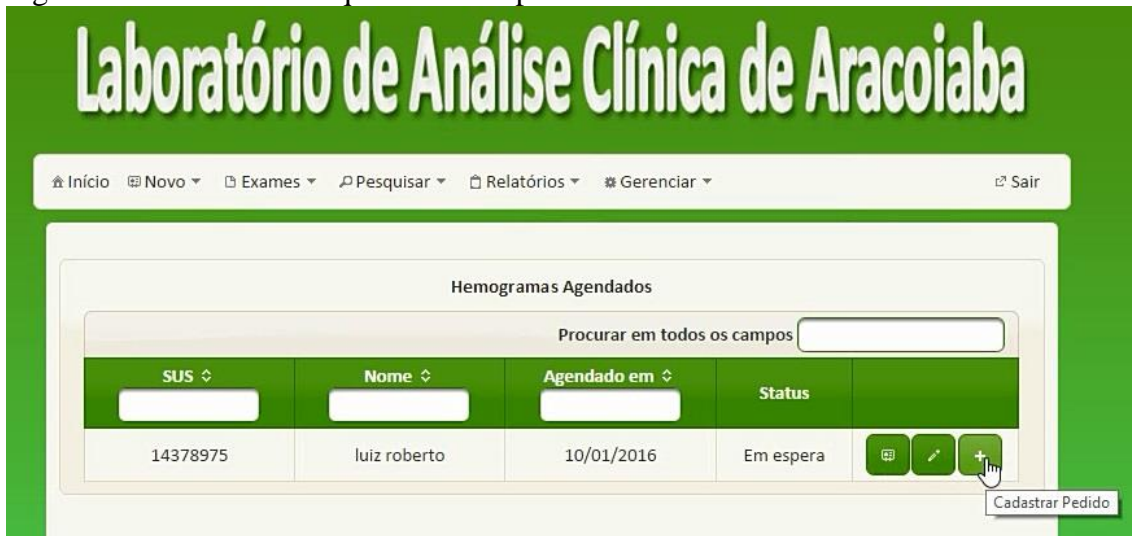 Laboratório de Análise Clínica de Aracoiaba
Início Novo Exames Pesquisar Relatórios Gerenciar Sair
Hemogramas Agendados
Procurar em todos os campos
SUS Nome Agendado em Status
14378975 luiz roberto 10/01/2016 Em espera
Cadastrar Pedido